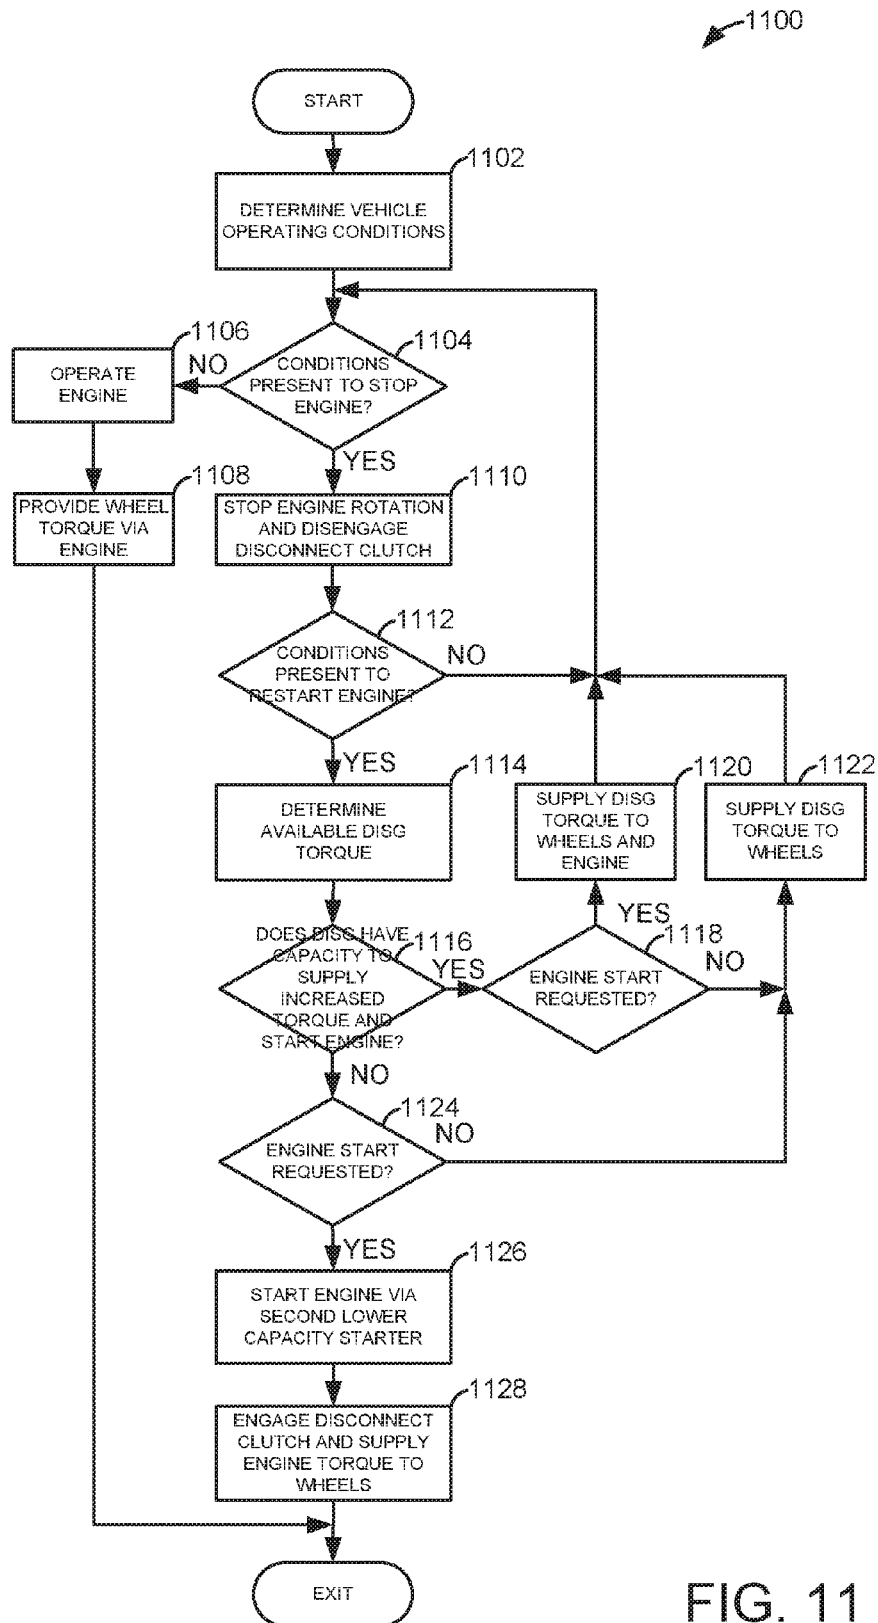 1100
START
1102
DETERMINE VEHICLE
OPERATING CONDITIONS
1104
CONDITIONS
PRESENT TO STOP
ENGINE?
NO
1106
OPERATE
ENGINE
1108
PROVIDE WHEEL
TORQUE VIA
ENGINE
YES
1110
STOP ENGINE ROTATION
AND DISENGAGE
DISCONNECT CLUTCH
1112
CONDITIONS
PRESENT TO
RESTART ENGINE?
NO
YES
1114
DETERMINE
AVAILABLE DISG
TORQUE
1120
SUPPLY DISG
TORQUE TO
WHEELS AND
ENGINE
1122
SUPPLY DISG
TORQUE TO
WHEELS
1116
DOES DISG HAVE
CAPACITY TO
SUPPLY
INCREASED
TORQUE AND
START ENGINE?
YES
YES
1118
ENGINE START
REQUESTED?
NO
NO
1124
ENGINE START
REQUESTED?
NO
YES
1126
START ENGINE VIA
SECOND LOWER
CAPACITY STARTER
1128
ENGAGE DISCONNECT
CLUTCH AND SUPPLY
ENGINE TORQUE TO
WHEELS
EXIT
FIG. 11